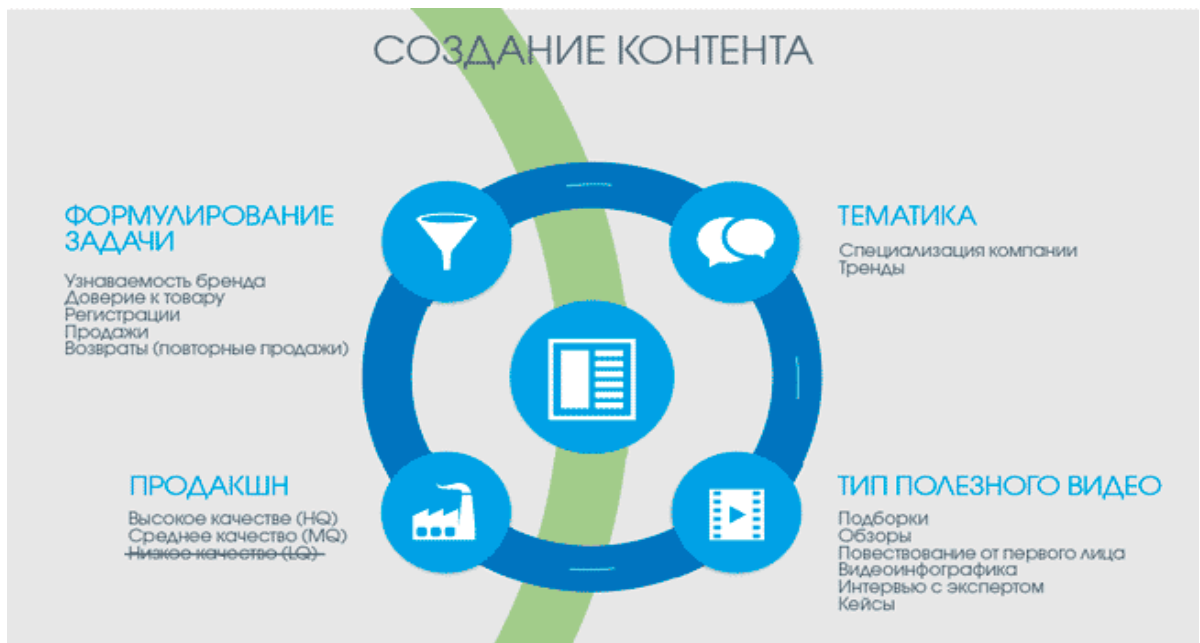 СОЗДАНИЕ КОНТЕНТА
ФОРМУЛИРОВАНИЕ
ЗАДАЧИ
Узнаваемость бренда
Доверие к товару
Регистрации
Продажи
Возвраты (повторные продажи)
ТЕМАТИКА
Специализация компании
Тренды
ПРОДАКШН
Высокое качестве (HQ)
Среднее качество (MQ)
Низкое качество (LQ)
ТИП ПОЛЕЗНОГО ВИДЕО
Подборки
Обзоры
Повествование от первого лица
Видеоинфографика
Интервью с экспертом
Кейсы